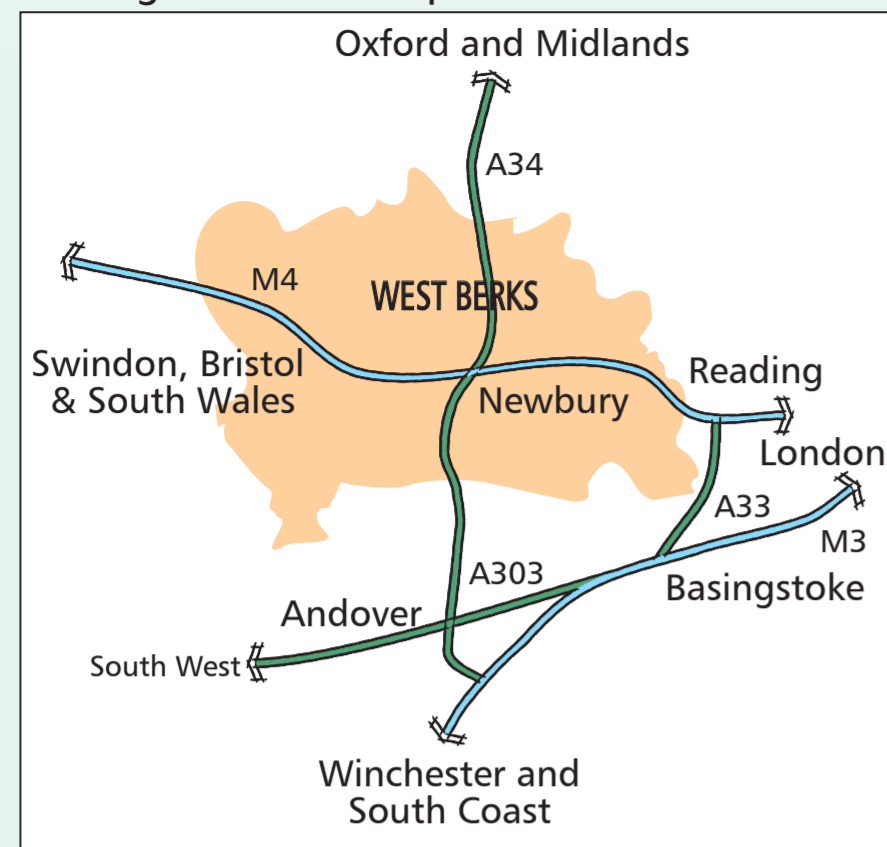 Oxford and Midlands
A34
M4
WEST BERKS
Swindon, Bristol
& South Wales
Newbury
Reading
London
A33
M3
A303
Basingstoke
Andover
South West
Winchester and
South Coast